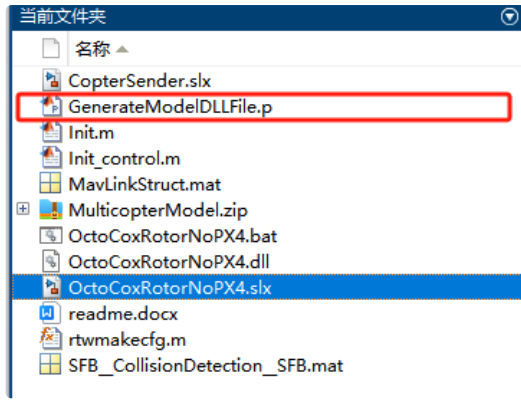 当前文件夹
名称
CopterSender.slx
GenerateModelDLLFile.p
Init.m
Init_control.m
MavLinkStruct.mat
MulticopterModel.zip
OctoCoxRotorNoPX4.bat
OctoCoxRotorNoPX4.dll
OctoCoxRotorNoPX4.slx
readme.docx
rtwmakecfg.m
SFB__CollisionDetection__SFB.mat